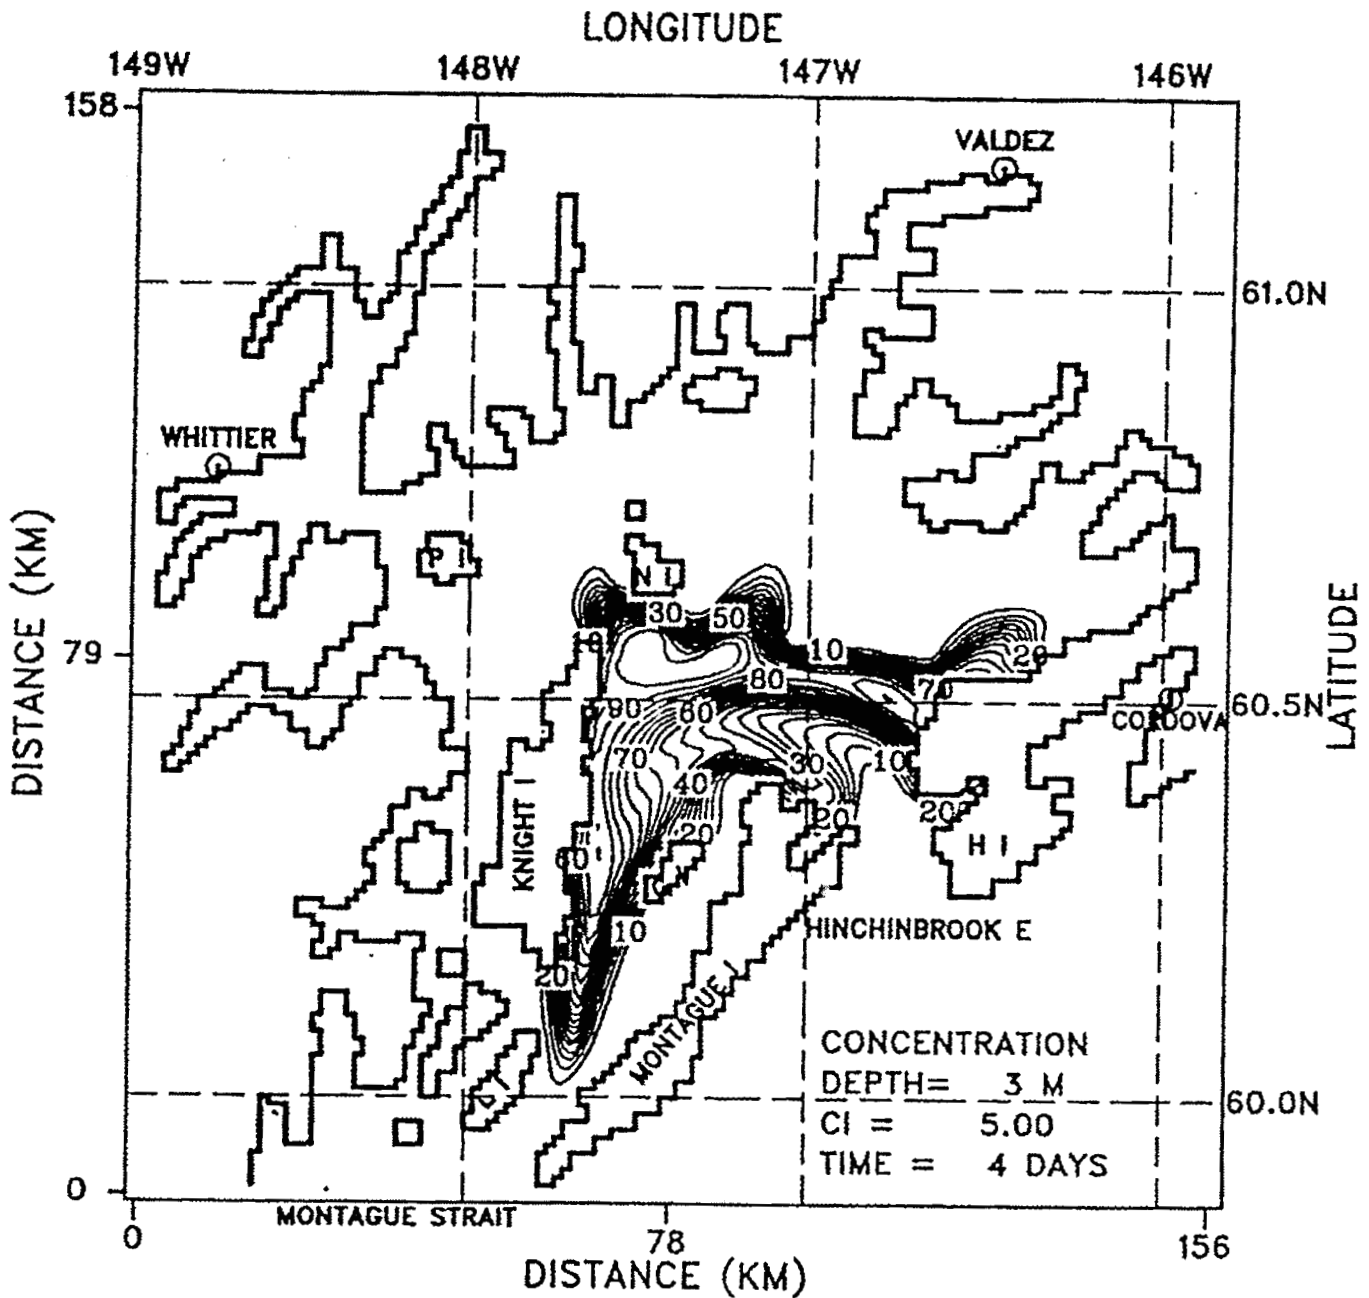 LONGITUDE
149W 148W 147W 146W
158
VALDEZ
61.0N
WHITTIER
P I
N I
30 50
10 10 20
79
80 70
90 60
60.5N
CORDOVA
70 30 10
40
20 20 20
KNIGHT I
H I
60
10
HINCHINBROOK E
20
MONTAGUE I
CONCENTRATION
DEPTH= 3 M
60.0N
CI = 5.00
TIME = 4 DAYS
0
MONTAGUE STRAIT
0 78 156
DISTANCE (KM)
DISTANCE (KM)
LATITUDE